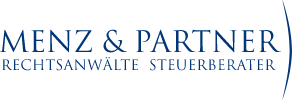 MENZ & PARTNER
RECHTSANWÄLTE STEUERBERATER